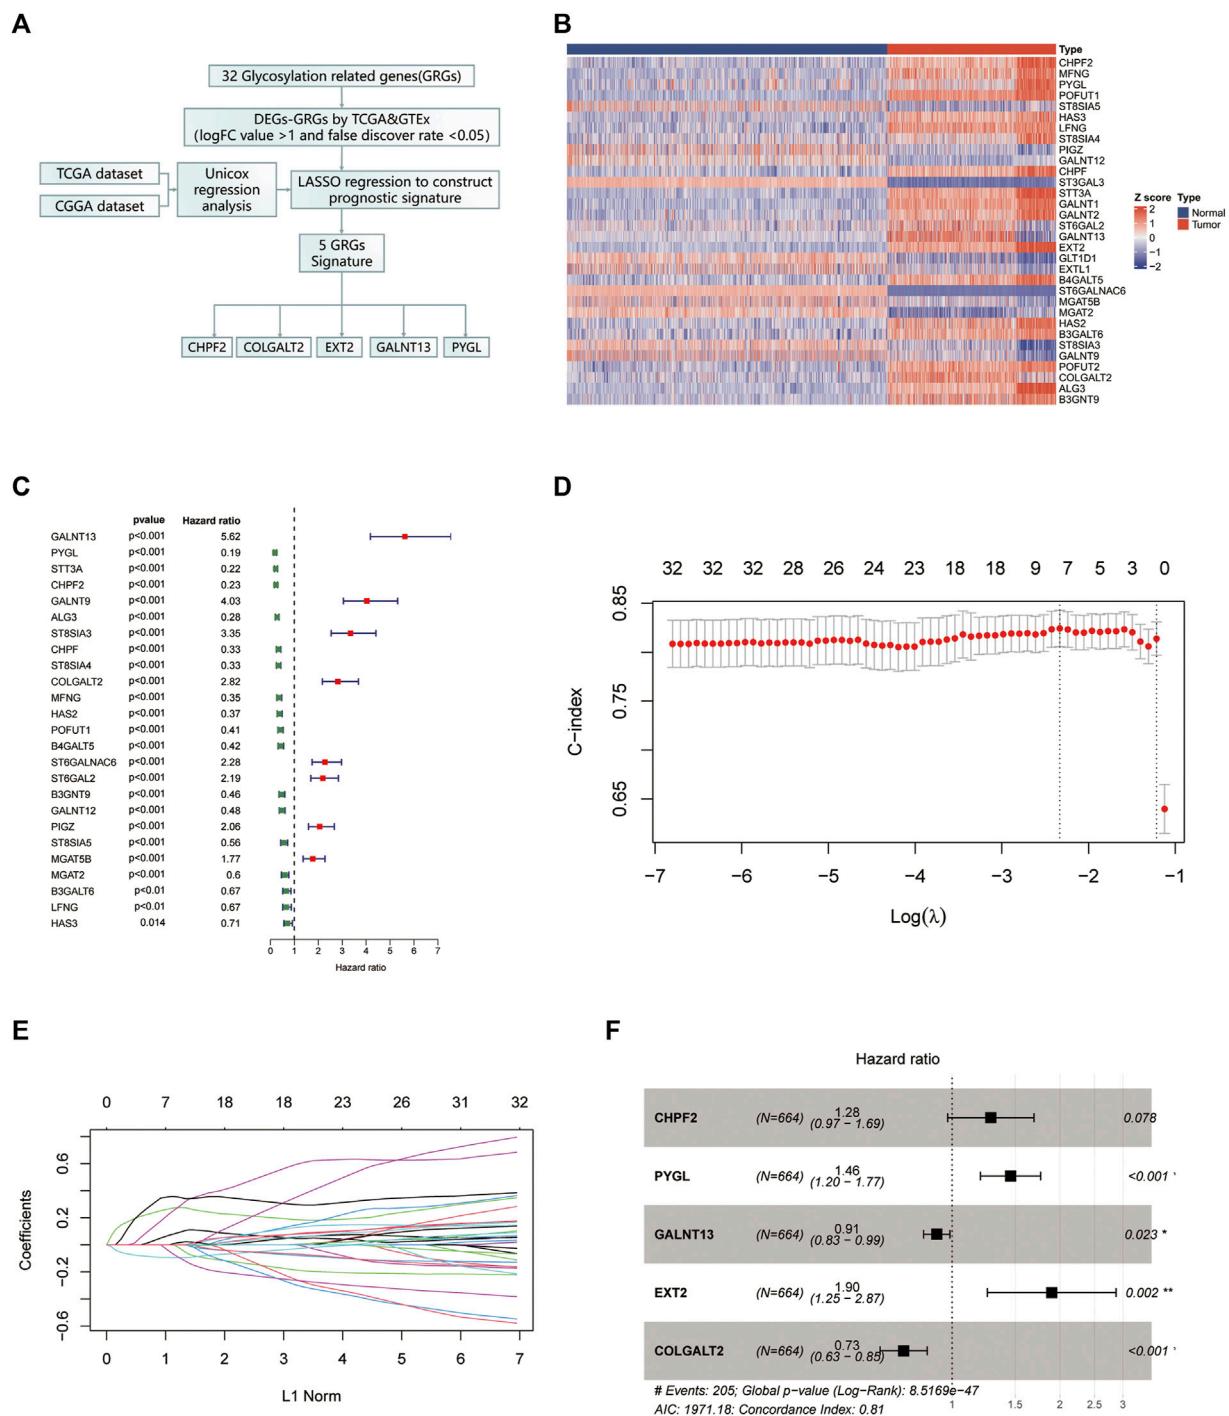 A
32 Glycosylation related genes(GRGs)
DEGs-GRGs by TCGA&GTEx
(logFC value >1 and false discover rate <0.05)
TCGA dataset
CGGA dataset
Unicox
regression
analysis
LASSO regression to construct
prognostic signature
5 GRGs
Signature
CHPF2 COLGALT2 EXT2 GALNT13 PYGL
B
Type
CHPF2
MFNG
PYGL
POFUT1
ST8SIA5
HAS3
LFNG
ST8SIA4
PIGZ
GALNT12
CHPF
ST3GAL3
STT3A
GALNT1
GALNT2
ST6GAL2
GALNT13
EXT2
GLT1D1
EXTL1
B4GALT5
ST6GALNAC6
MGAT5B
MGAT2
HAS2
B3GALT6
ST8SIA3
GALNT9
POFUT2
COLGALT2
ALG3
B3GNT9
Z score
2
1
0
−1
−2
Type
Normal
Tumor
C
pvalue Hazard ratio
GALNT13 p<0.001 5.62
PYGL p<0.001 0.19
STT3A p<0.001 0.22
CHPF2 p<0.001 0.23
GALNT9 p<0.001 4.03
ALG3 p<0.001 0.28
ST8SIA3 p<0.001 3.35
CHPF p<0.001 0.33
ST8SIA4 p<0.001 0.33
COLGALT2 p<0.001 2.82
MFNG p<0.001 0.35
HAS2 p<0.001 0.37
POFUT1 p<0.001 0.41
B4GALT5 p<0.001 0.42
ST6GALNAC6 p<0.001 2.28
ST6GAL2 p<0.001 2.19
B3GNT9 p<0.001 0.46
GALNT12 p<0.001 0.48
PIGZ p<0.001 2.06
ST8SIA5 p<0.001 0.56
MGAT5B p<0.001 1.77
MGAT2 p<0.001 0.6
B3GALT6 p<0.01 0.67
LFNG p<0.01 0.67
HAS3 0.014 0.71
0 1 2 3 4 5 6 7
Hazard ratio
D
32 32 32 28 26 24 23 18 18 9 7 5 3 0
0.85
0.75
0.65
C−index
−7 −6 −5 −4 −3 −2 −1
Log(λ)
E
0 7 18 18 23 26 31 32
0.6
0.2
−0.2
−0.6
Coefficients
0 1 2 3 4 5 6 7
L1 Norm
F
Hazard ratio
CHPF2 (N=664) 1.28 0.078
(0.97 − 1.69)
PYGL (N=664) 1.46 <0.001
(1.20 − 1.77)
GALNT13 (N=664) 0.91 0.023 *
(0.83 − 0.99)
EXT2 (N=664) 1.90 0.002 **
(1.25 − 2.87)
COLGALT2 (N=664) 0.73 <0.001
(0.63 − 0.85)
# Events: 205; Global p−value (Log−Rank): 8.5169e−47
AIC: 1971.18; Concordance Index: 0.81
1 1.5 2 2.5 3